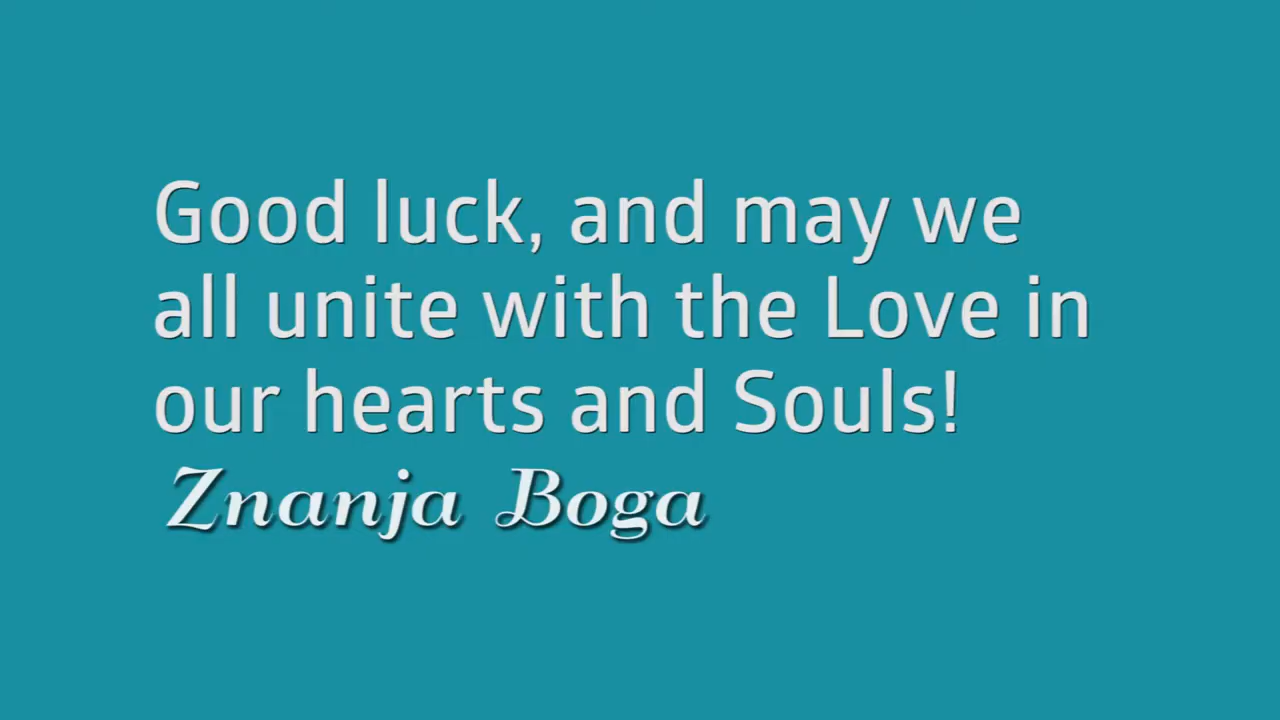 Good luck, and may we
all unite with the Love in
our hearts and Souls!
Znanja Boga